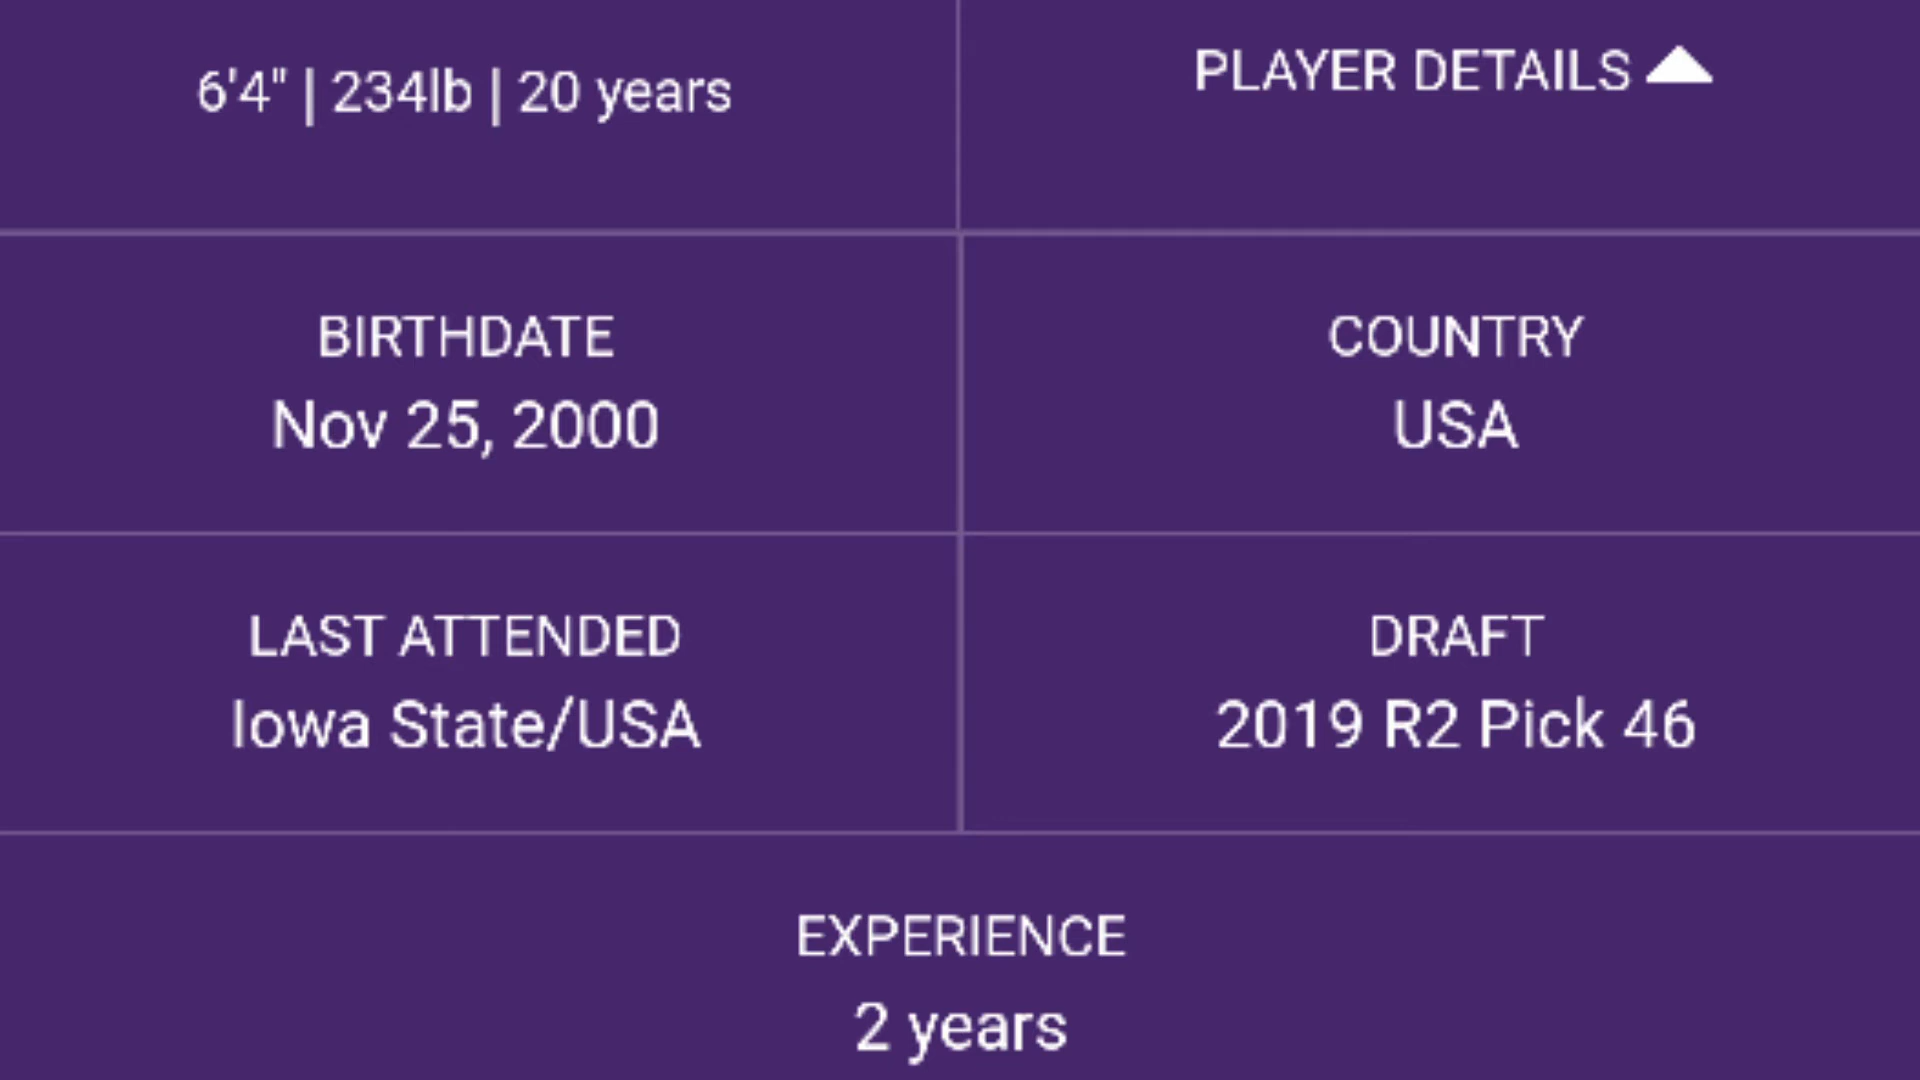 6'4" | 234lb | 20 years
PLAYER DETAILS
BIRTHDATE
Nov 25, 2000
COUNTRY
USA
LAST ATTENDED
Iowa State/USA
DRAFT
2019 R2 Pick 46
EXPERIENCE
2 years